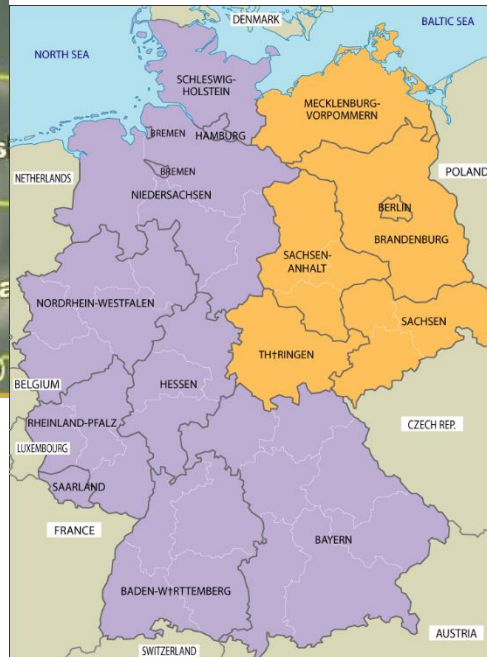 DENMARK
BALTIC SEA
NORTH SEA
SCHLESWIG-
HOLSTEIN
MECKLENBURG-
VORPOMMERN
BREMEN
HAMBURG
BREMEN
NETHERLANDS
POLAND
NIEDERSACHSEN
BERLIN
BRANDENBURG
SACHSEN-
ANHALT
NORDRHEIN-WESTFALEN
SACHSEN
TH†RINGEN
BELGIUM
HESSEN
RHEINLAND-PFALZ
CZECH REP.
LUXEMBOURG
SAARLAND
FRANCE
BAYERN
BADEN-W†RTTEMBERG
AUSTRIA
SWITZERLAND